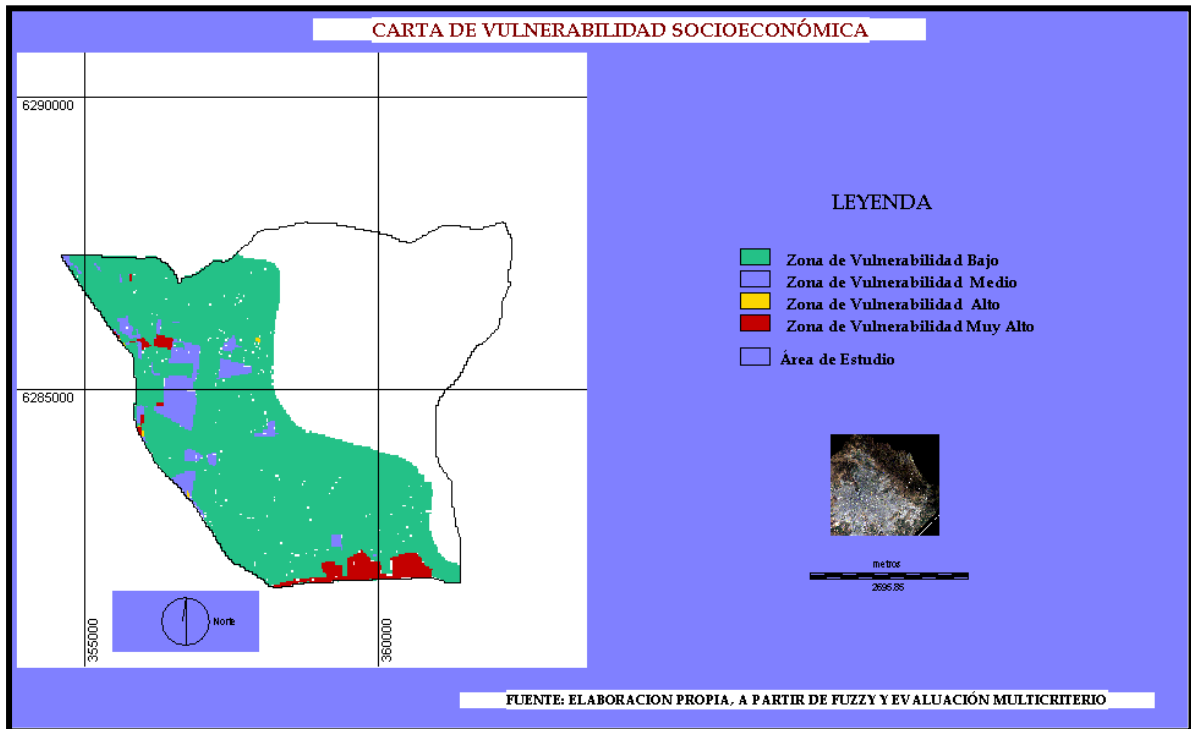 CARTA DE VULNERABILIDAD SOCIOECONÓMICA
6290000
LEYENDA
Zona de Vulnerabilidad Bajo
Zona de Vulnerabilidad Medio
Zona de Vulnerabilidad Alto
Zona de Vulnerabilidad Muy Alto
Área de Estudio
6285000
metros
2695.85
Norte
355000
360000
FUENTE: ELABORACION PROPIA, A PARTIR DE FUZZY Y EVALUACIÓN MULTICRITERIO